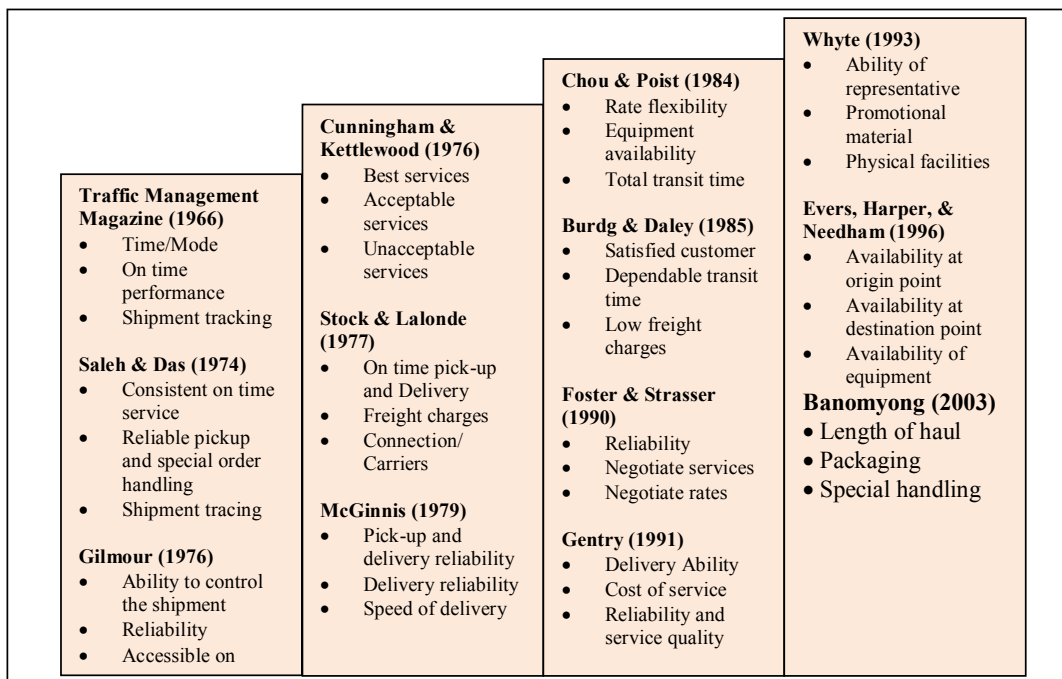 Traffic Management
Magazine (1966)
• Time/Mode
• On time
performance
• Shipment tracking
Saleh & Das (1974)
• Consistent on time
service
• Reliable pickup
and special order
handling
• Shipment tracing
Gilmour (1976)
• Ability to control
the shipment
• Reliability
• Accessible on
Cunningham &
Kettlewood (1976)
• Best services
• Acceptable
services
• Unacceptable
services
Stock & Lalonde
(1977)
• On time pick-up
and Delivery
• Freight charges
• Connection/
Carriers
McGinnis (1979)
• Pick-up and
delivery reliability
• Delivery reliability
• Speed of delivery
Chou & Poist (1984)
• Rate flexibility
• Equipment
availability
• Total transit time
Burdg & Daley (1985)
• Satisfied customer
• Dependable transit
time
• Low freight
charges
Foster & Strasser
(1990)
• Reliability
• Negotiate services
• Negotiate rates
Gentry (1991)
• Delivery Ability
• Cost of service
• Reliability and
service quality
Whyte (1993)
• Ability of
representative
• Promotional
material
• Physical facilities
Evers, Harper, &
Needham (1996)
• Availability at
origin point
• Availability at
destination point
• Availability of
equipment
Banomyong (2003)
• Length of haul
• Packaging
• Special handling